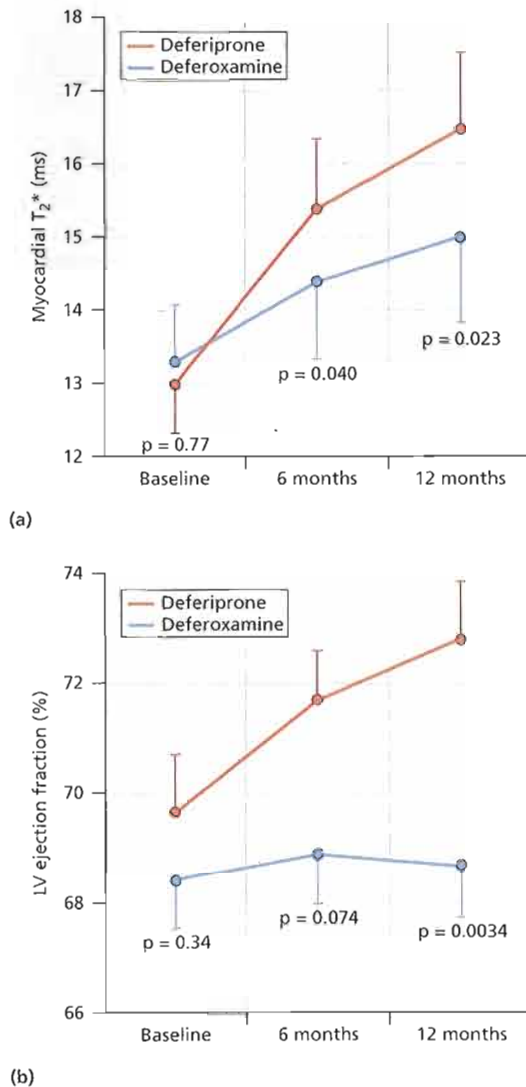 18
Deferiprone
Deferoxamine
17
16
15
14
13
12
Myocardial T2* (ms)
p = 0.77
p = 0.040
p = 0.023
Baseline
6 months
12 months
(a)
74
Deferiprone
Deferoxamine
72
70
68
66
LV ejection fraction (%)
p = 0.34
p = 0.074
p = 0.0034
Baseline
6 months
12 months
(b)